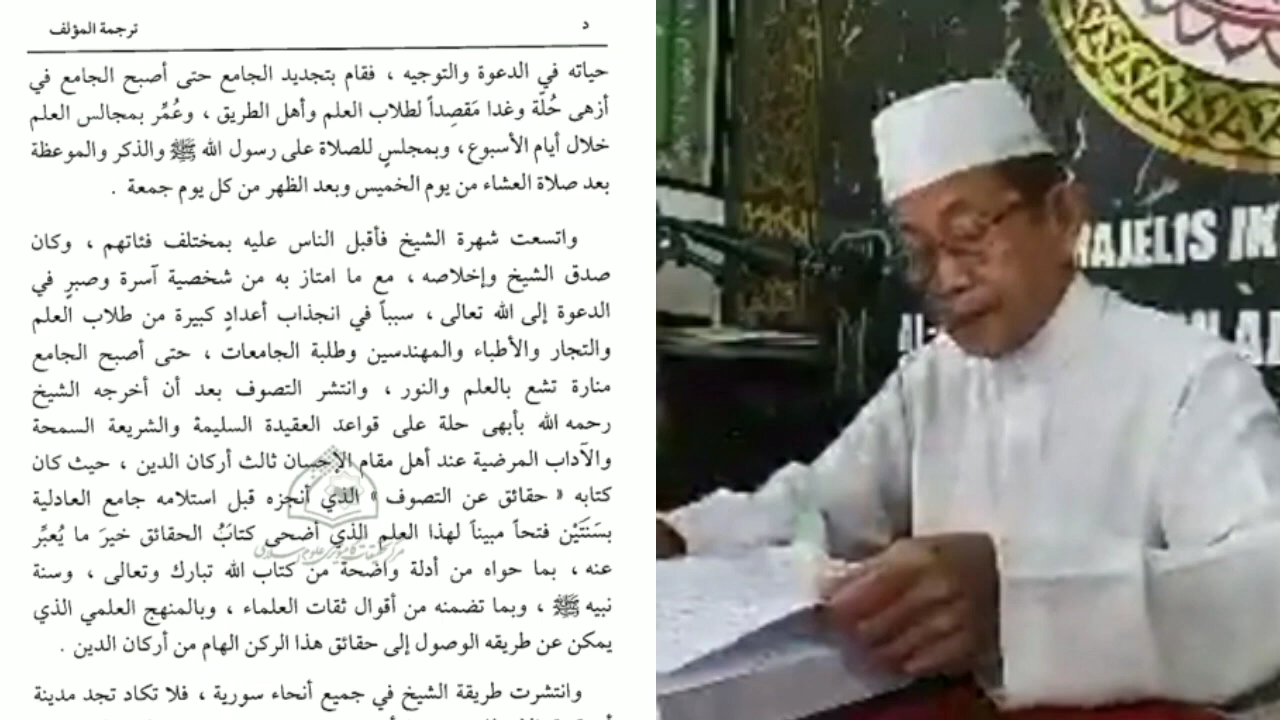 د ترجمة المؤلف
حياته في الدعوة والتوجيه ، فقام بتجديد الجامع حتى أصبح الجامع في
أزهى حُلّة وغدا مَقصِداً لطلاب العلم وأهل الطريق ، وعُمِّر بمجالس العلم
خلال أيام الأسبوع، وبمجلسٍ للصلاة على رسول الله ﷺ والذكر والموعظة
بعد صلاة العشاء من يوم الخميس وبعد الظهر من كل يوم جمعة .
واتسعت شهرة الشيخ فأقبل الناس عليه بمختلف فئاتهم ، وكان
صدق الشيخ وإخلاصه ، مع ما امتاز به من شخصية آسرة وصبرٍ في
الدعوة إلى الله تعالى ، سبباً في انجذاب أعدادٍ كبيرة من طلاب العلم
والتجار والأطباء والمهندسين وطلبة الجامعات ، حتى أصبح الجامع
منارة تشع بالعلم والنور ، وانتشر التصوف بعد أن أخرجه الشيخ
رحمه الله بأبهى حلة على قواعد العقيدة السليمة والشريعة السمحة
والآداب المرضية عند أهل مقام الإحسان ثالث أركان الدين ، حيث كان
كتابه « حقائق عن التصوف » الذي أنجزه قبل استلامه جامع العادلية
بسَنَتَيْن فتحاً مبيناً لهذا العلم الذي أضحى كتابُ الحقائق خيرَ ما يُعبِّر
عنه ، بما حواه من أدلة واضحة من كتاب الله تبارك وتعالى ، وسنة
نبيه ﷺ ، وبما تضمنه من أقوال ثقات العلماء ، وبالمنهج العلمي الذي
يمكن عن طريقه الوصول إلى حقائق هذا الركن الهام من أركان الدين .
وانتشرت طريقة الشيخ في جميع أنحاء سورية ، فلا تكاد تجد مدينة
MAJELIS